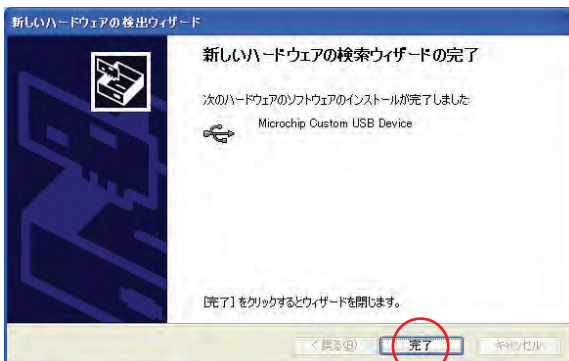 新しいハードウェアの検出ウィザード
新しいハードウェアの検索ウィザードの完了
次のハードウェアのソフトウェアのインストールが完了しました
Microchip Custom USB Device
[完了] をクリックするとウィザードを閉じます。
< 戻る(B)
完了
キャンセル